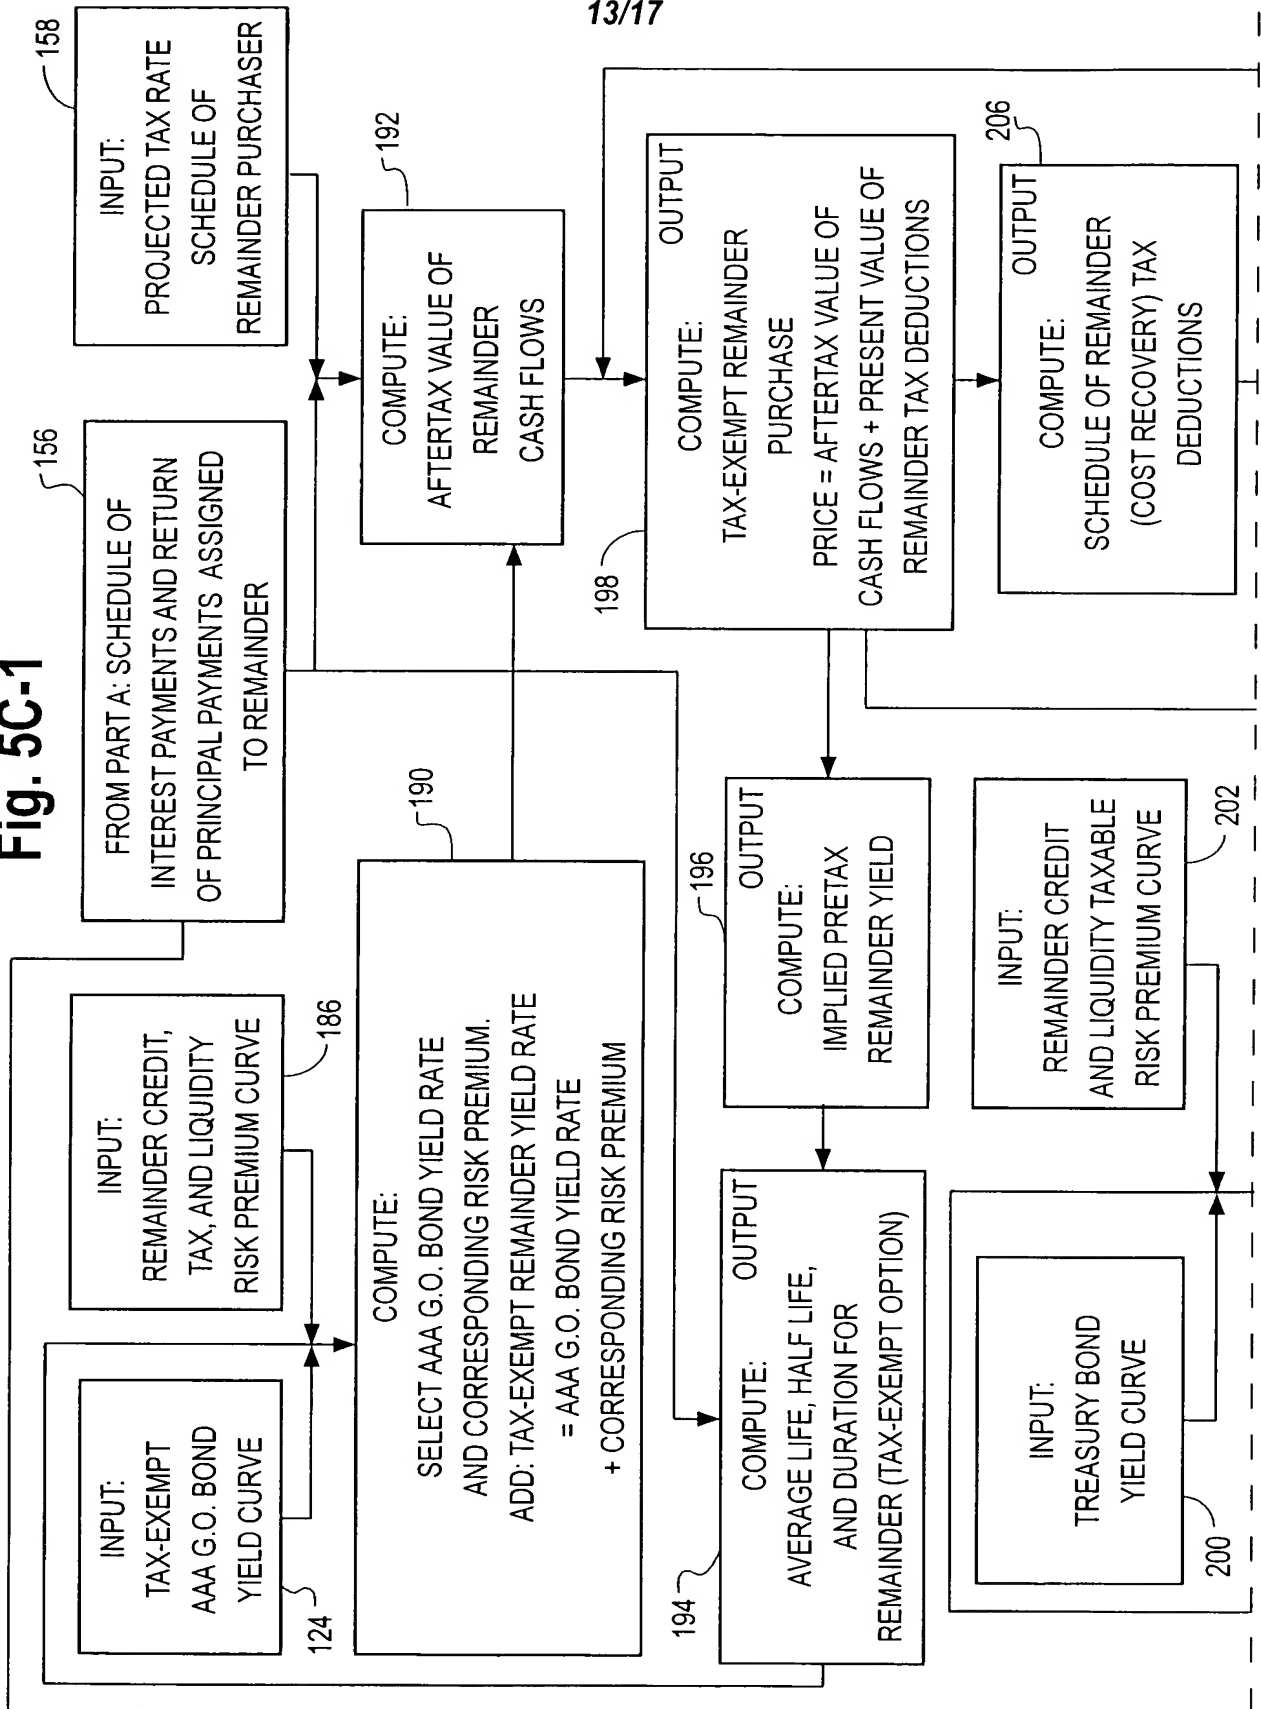 13/17
Fig. 5C-1
INPUT:
TAX-EXEMPT
AAA G.O. BOND
YIELD CURVE
124
INPUT:
REMAINDER CREDIT,
TAX, AND LIQUIDITY
RISK PREMIUM CURVE
186
FROM PART A: SCHEDULE OF
INTEREST PAYMENTS AND RETURN
OF PRINCIPAL PAYMENTS ASSIGNED
TO REMAINDER
156
INPUT:
PROJECTED TAX RATE
SCHEDULE OF
REMAINDER PURCHASER
158
COMPUTE:
SELECT AAA G.O. BOND YIELD RATE
AND CORRESPONDING RISK PREMIUM.
ADD: TAX-EXEMPT REMAINDER YIELD RATE
= AAA G.O. BOND YIELD RATE
+ CORRESPONDING RISK PREMIUM
190
COMPUTE:
AFTERTAX VALUE OF
REMAINDER
CASH FLOWS
192
OUTPUT
COMPUTE:
AVERAGE LIFE, HALF LIFE,
AND DURATION FOR
REMAINDER (TAX-EXEMPT OPTION)
194
OUTPUT
COMPUTE:
IMPLIED PRETAX
REMAINDER YIELD
196
OUTPUT
COMPUTE:
TAX-EXEMPT REMAINDER
PURCHASE
PRICE = AFTERTAX VALUE OF
CASH FLOWS + PRESENT VALUE OF
REMAINDER TAX DEDUCTIONS
198
INPUT:
TREASURY BOND
YIELD CURVE
200
INPUT:
REMAINDER CREDIT
AND LIQUIDITY TAXABLE
RISK PREMIUM CURVE
202
OUTPUT
COMPUTE:
SCHEDULE OF REMAINDER
(COST RECOVERY) TAX
DEDUCTIONS
206